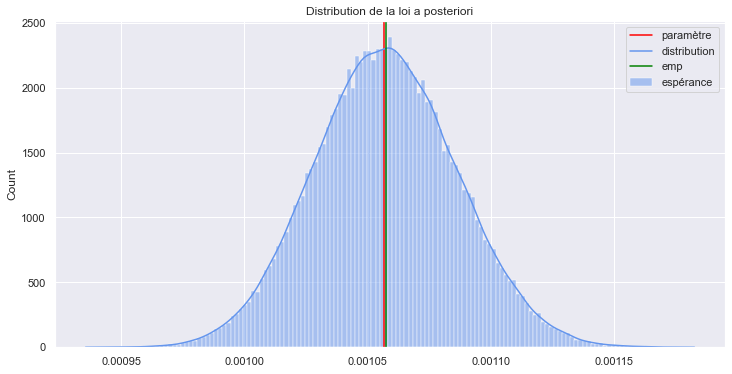 Distribution de la loi a posteriori
2500
2000
1500
1000
500
0
Count
paramètre
distribution
emp
espérance
0.00095
0.00100
0.00105
0.00110
0.00115